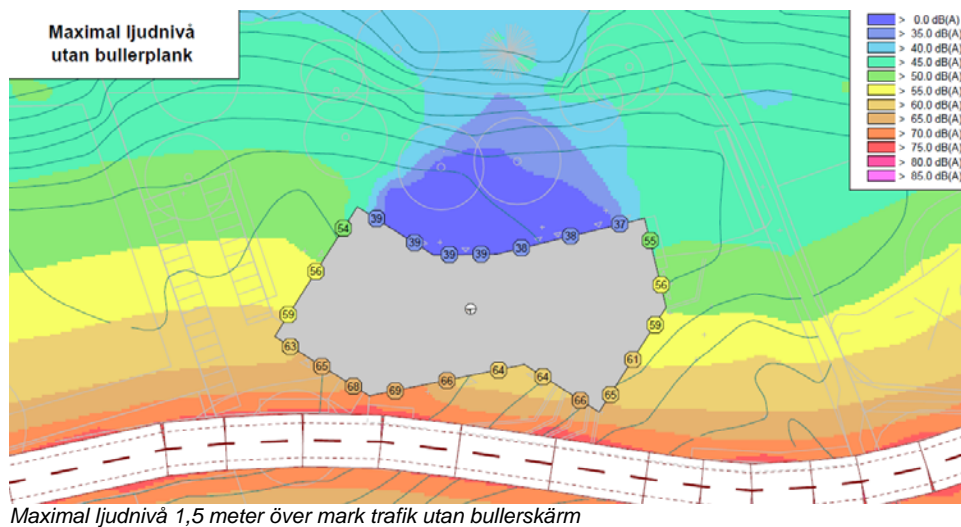 Maximal ljudnivå
utan bullerplank
> 0.0 dB(A)
> 35.0 dB(A)
> 40.0 dB(A)
> 45.0 dB(A)
> 50.0 dB(A)
> 55.0 dB(A)
> 60.0 dB(A)
> 65.0 dB(A)
> 70.0 dB(A)
> 75.0 dB(A)
> 80.0 dB(A)
> 85.0 dB(A)
39
37
54
39
38
38
55
39
39
56
56
59
59
63
61
65
64
64
68
69
66
66
65
Maximal ljudnivå 1,5 meter över mark trafik utan bullerskärm